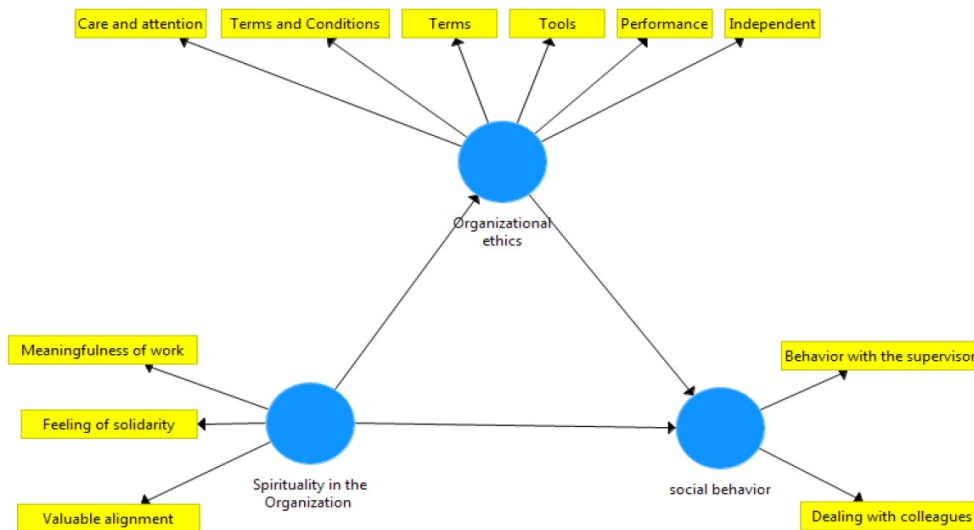 Care and attention
Terms and Conditions
Terms
Tools
Performance
Independent
Organizational
ethics
Meaningfulness of work
Feeling of solidarity
Valuable alignment
Spirituality in the
Organization
Behavior with the supervisor
social behavior
Dealing with colleagues